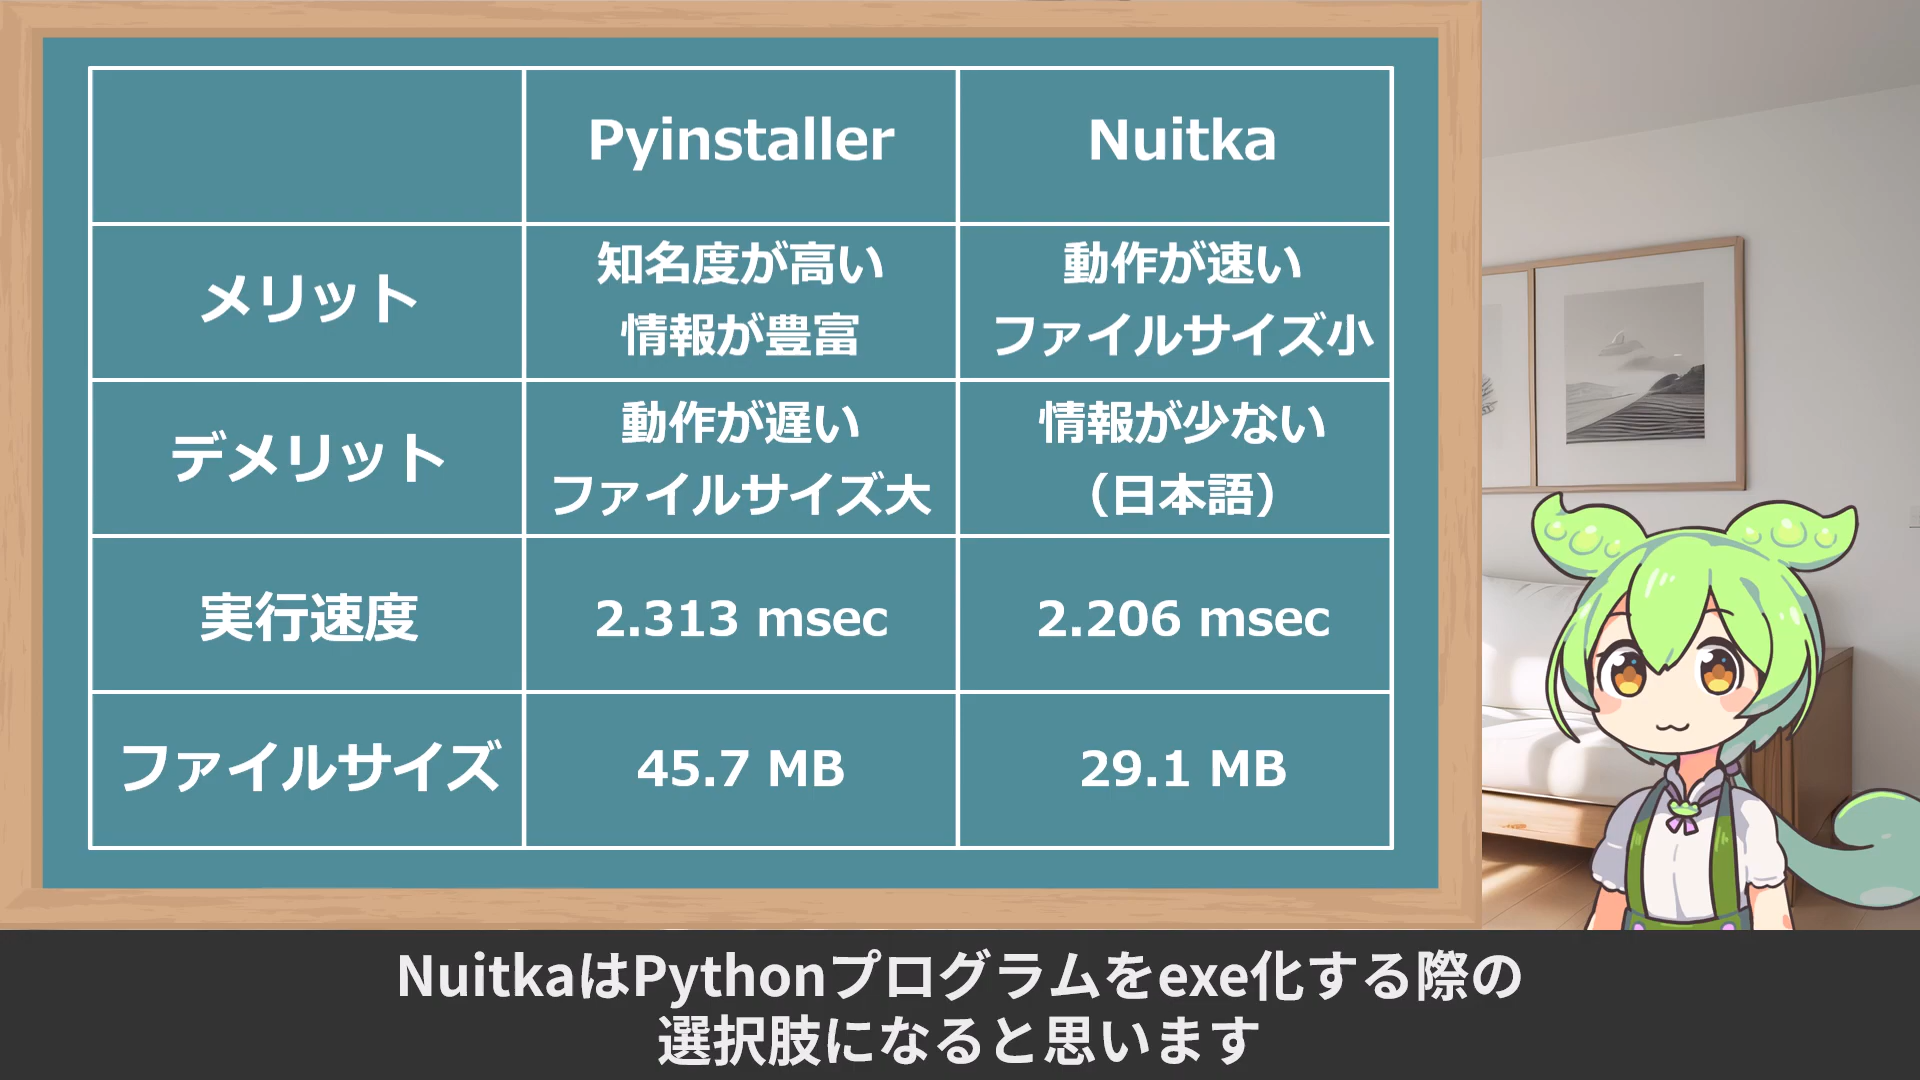 Pyinstaller
Nuitka
メリット
知名度が高い
情報が豊富
動作が速い
ファイルサイズ小
デメリット
動作が遅い
ファイルサイズ大
情報が少ない
（日本語）
実行速度
2.313 msec
2.206 msec
ファイルサイズ
45.7 MB
29.1 MB
NuitkaはPythonプログラムをexe化する際の
選択肢になると思います